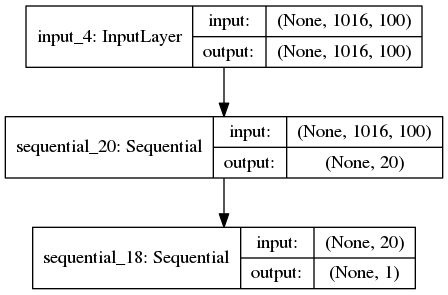 input_4: InputLayer
input: (None, 1016, 100)
output: (None, 1016, 100)
sequential_20: Sequential
input: (None, 1016, 100)
output: (None, 20)
sequential_18: Sequential
input: (None, 20)
output: (None, 1)